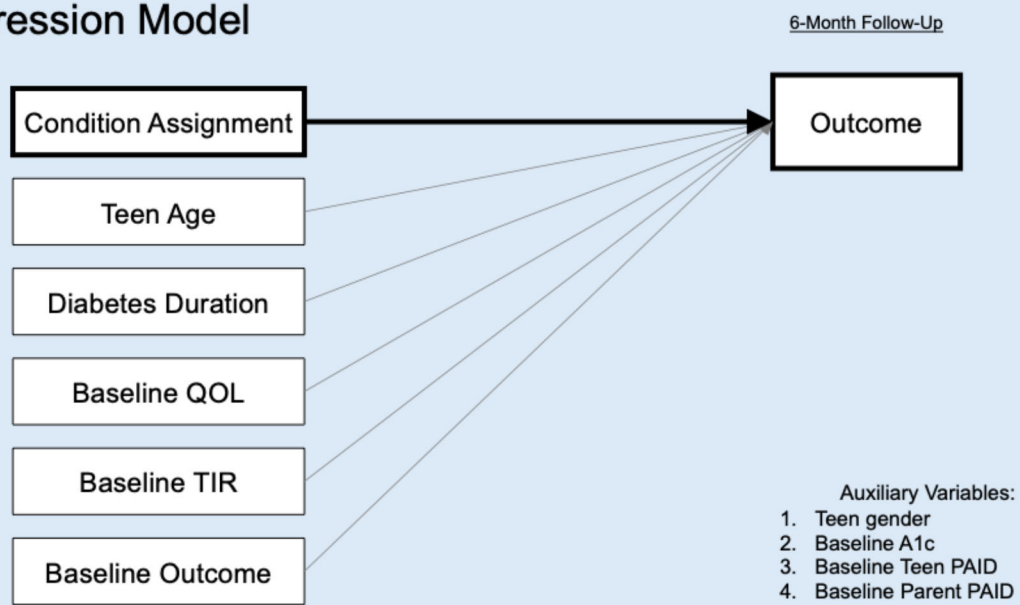 ression Model
6-Month Follow-Up
Condition Assignment
Outcome
Teen Age
Diabetes Duration
Baseline QOL
Baseline TIR
Baseline Outcome
Auxiliary Variables:
1. Teen gender
2. Baseline A1c
3. Baseline Teen PAID
4. Baseline Parent PAID